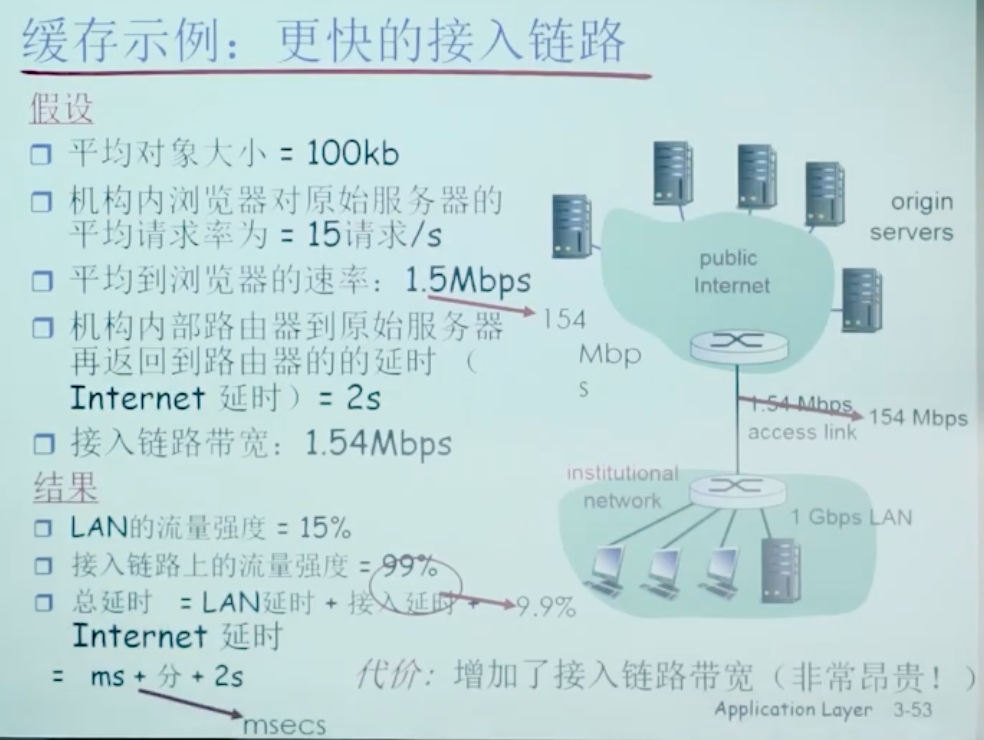 缓存示例：更快的接入链路
假设
平均对象大小 = 100kb
机构内浏览器对原始服务器的
平均请求率为 = 15请求/s
平均到浏览器的速率：1.5Mbps
机构内部路由器到原始服务器
再返回到路由器的的延时 （
Internet 延时）= 2s
接入链路带宽：1.54Mbps
结果
LAN的流量强度 = 15%
接入链路上的流量强度 = 99%
总延时 = LAN延时 + 接入延时 +
Internet 延时
= ms + 分 + 2s
msecs
9.9%
154
Mbp
s
origin
servers
public
Internet
1.54 Mbps
access link
154 Mbps
institutional
network
1 Gbps LAN
代价：增加了接入链路带宽（非常昂贵！）
Application Layer 3-53